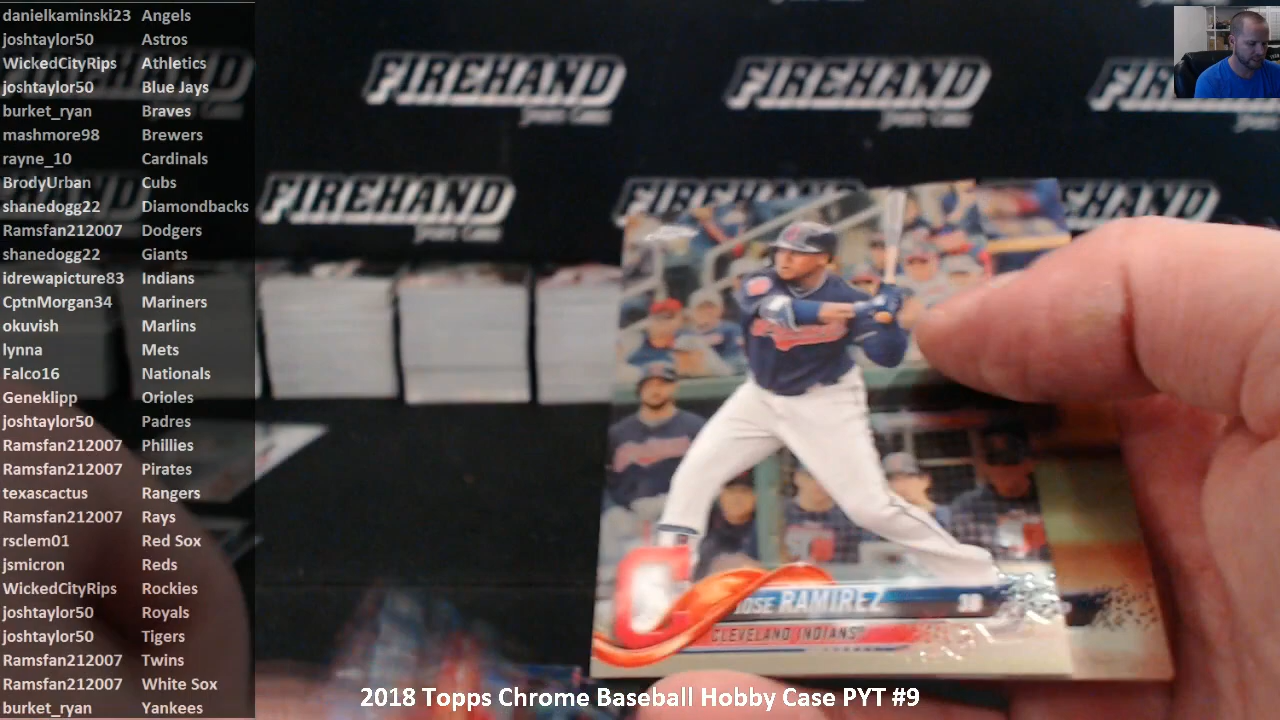 danielkaminski23 Angels
joshtaylor50 Astros
WickedCityRips Athletics
joshtaylor50 Blue Jays
burket_ryan Braves
mashmore98 Brewers
rayne_10 Cardinals
BrodyUrban Cubs
shanedogg22 Diamondbacks
Ramsfan212007 Dodgers
shanedogg22 Giants
idrewapicture83 Indians
CptnMorgan34 Mariners
okuvish Marlins
lynna Mets
Falco16 Nationals
Geneklipp Orioles
joshtaylor50 Padres
Ramsfan212007 Phillies
Ramsfan212007 Pirates
texascactus Rangers
Ramsfan212007 Rays
rsclem01 Red Sox
jsmicron Reds
WickedCityRips Rockies
joshtaylor50 Royals
joshtaylor50 Tigers
Ramsfan212007 Twins
Ramsfan212007 White Sox
burket_ryan Yankees
FIREHAND
FIREHAND
FIREHAND
FIREHAND
JOSE RAMIREZ 3B
CLEVELAND INDIANS
2018 Topps Chrome Baseball Hobby Case PYT #9